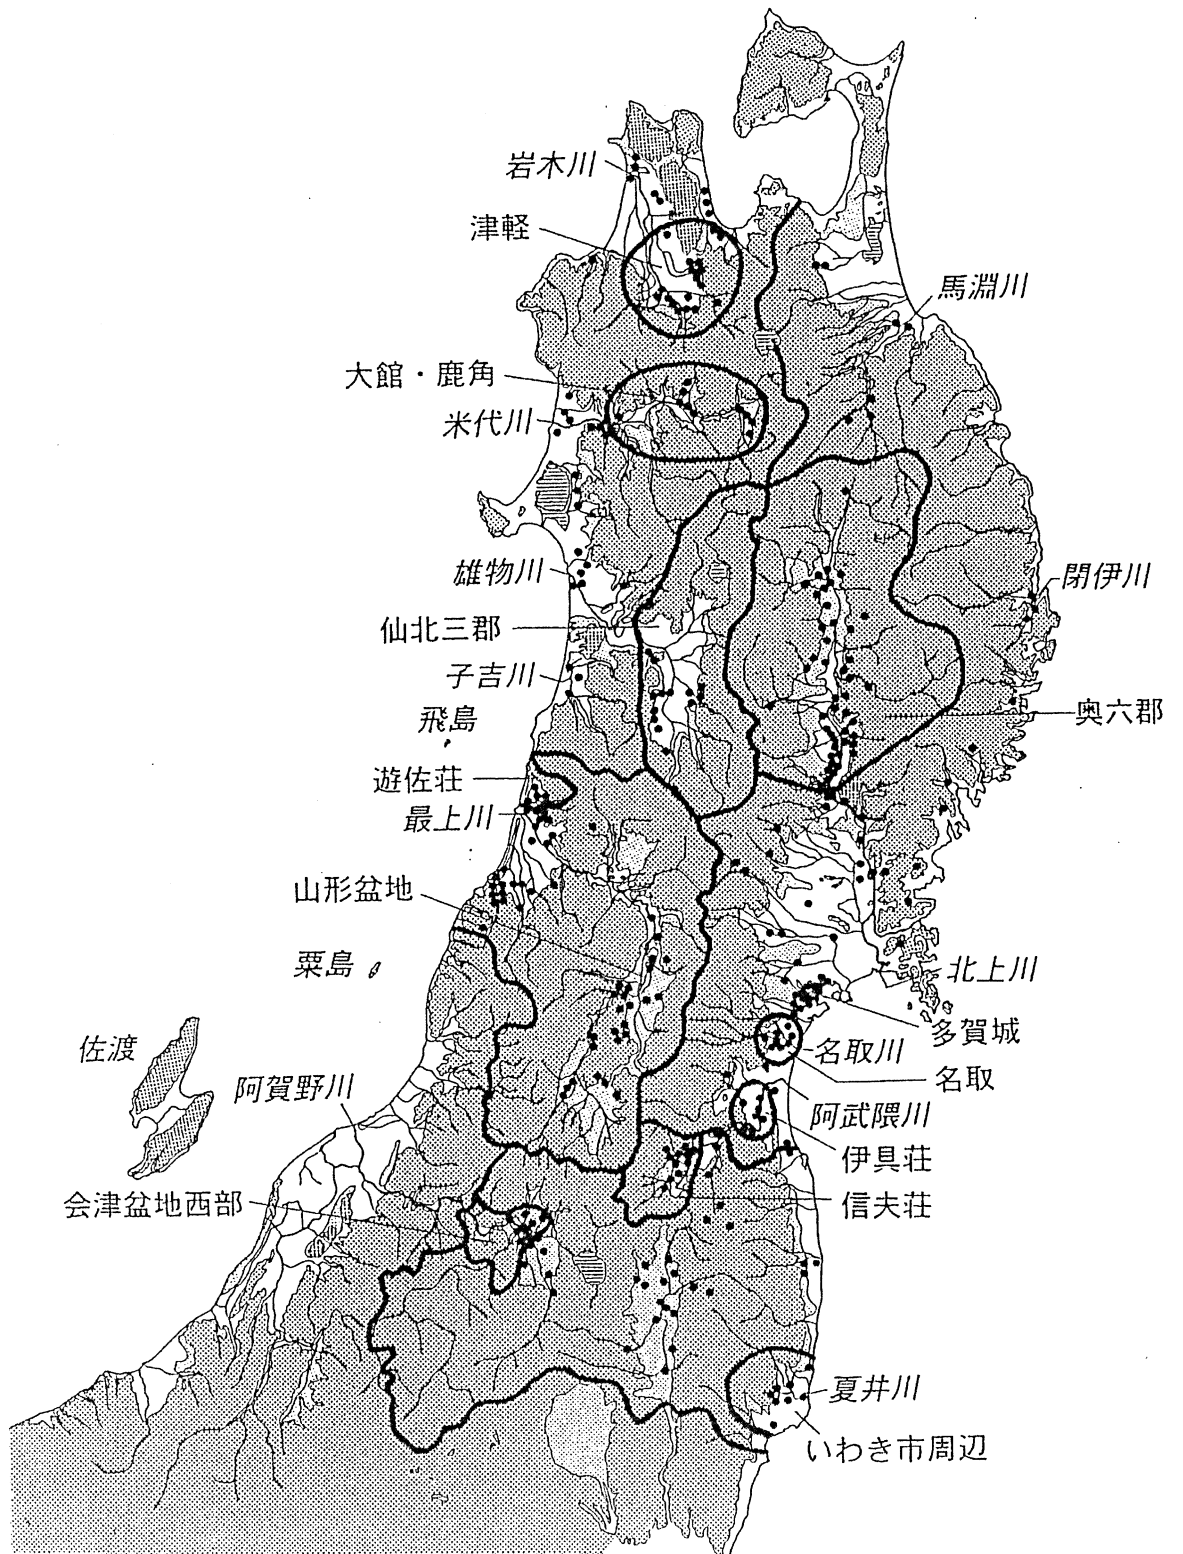 岩木川
津軽
馬淵川
大館・鹿角
米代川
雄物川
閉伊川
仙北三郡
子吉川
飛島
奥六郡
遊佐荘
最上川
山形盆地
粟島
北上川
多賀城
佐渡
名取川
名取
阿賀野川
阿武隈川
伊具荘
会津盆地西部
信夫荘
夏井川
いわき市周辺